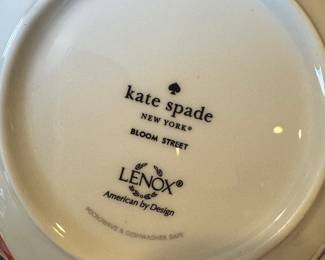 kate spade
NEW YORK®
BLOOM STREET
LENOX®
American by Design
MICROWAVE & DISHWASHER SAFE